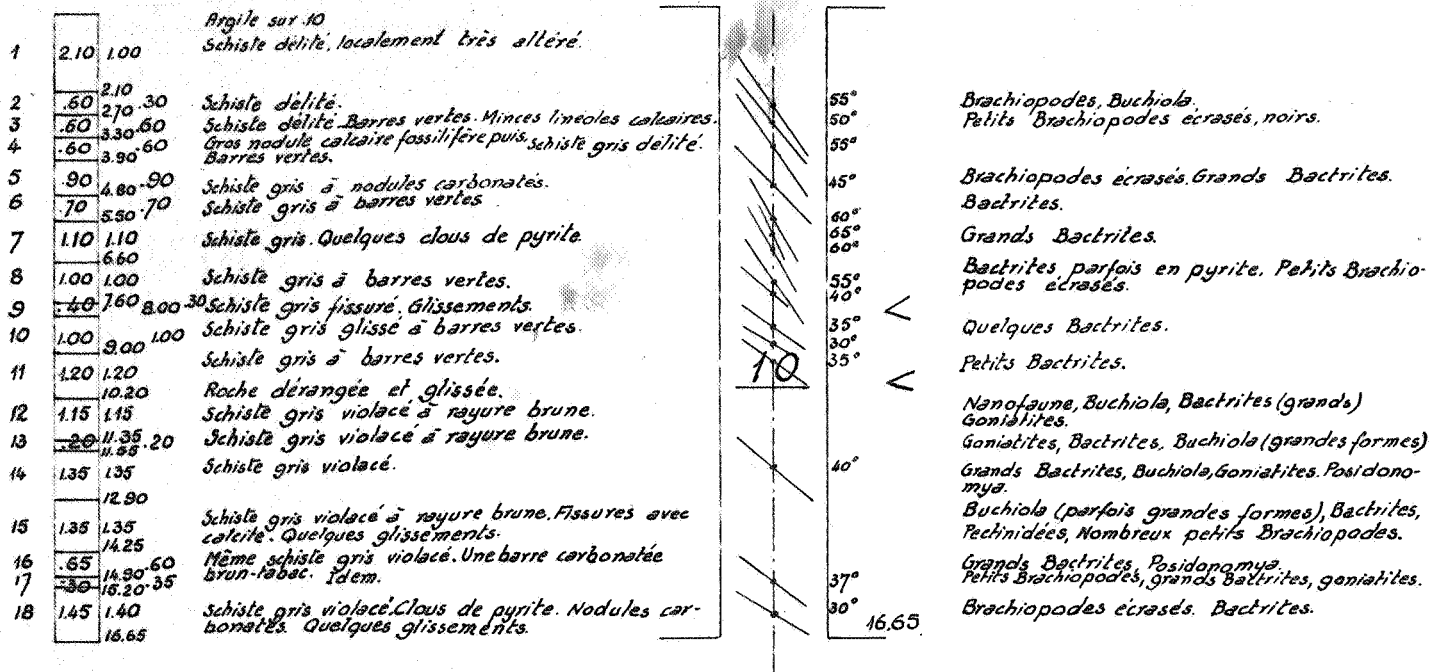 Argile sur .10
1 2.10 1.00 Schiste délité, localement très altéré.
2.10
2 .60 .30 Schiste délité. 55° Brachiopodes, Buchiola.
2.70
3 .60 .60 Schiste délité. Barres vertes. Minces linéoles calcaires. 50° Petits Brachiopodes écrasés, noirs.
3.30
4 .60 .60 Gros nodule calcaire fossilifère puis, schiste gris délité. 55°
3.90 Barres vertes.
5 .90 .90 Schiste gris à nodules carbonatés. 45° Brachiopodes écrasés. Grands Bactrites.
4.80
6 .70 .70 Schiste gris à barres vertes 60° Bactrites.
5.50
65°
7 1.10 1.10 Schiste gris. Quelques clous de pyrite. 60° Grands Bactrites.
6.60
8 1.00 1.00 Schiste gris à barres vertes. 55° Bactrites, parfois en pyrite. Petits Brachio-
podes écrasés.
7.60
9 .40 8.00 .30 Schiste gris fissuré. Glissements. 40° <
10 1.00 1.00 Schiste gris glissé à barres vertes. 35° Quelques Bactrites.
9.00 30°
11 1.20 1.20 Schiste gris à barres vertes. 35° Petits Bactrites.
10 <
10.20 Roche dérangée et glissée.
12 1.15 1.15 Schiste gris violacé à rayure brune. Nanofaune, Buchiola, Bactrites (grands)
Goniatites.
11.35
13 .20 .20 Schiste gris violacé à rayure brune. Goniatites, Bactrites, Buchiola (grandes formes)
11.55
14 1.35 1.35 Schiste gris violacé. 40° Grands Bactrites, Buchiola, Goniatites. Posidono-
mya.
12.90
15 1.35 1.35 Schiste gris violacé à rayure brune. Fissures avec Buchiola (parfois grandes formes), Bactrites,
calcite. Quelques glissements. Pectinidées, Nombreux petits Brachiopodes.
14.25
16 .65 .60 Même schiste gris violacé. Une barre carbonatée Grands Bactrites, Posidonomya.
14.90 brun-tabac.
17 .30 .35 Idem. 37° Petits Brachiopodes, grands Bactrites, goniatites.
15.20
18 1.45 1.40 Schiste gris violacé. Clous de pyrite. Nodules car- 30° Brachiopodes écrasés. Bactrites.
bonatés. Quelques glissements.
16.65 16.65